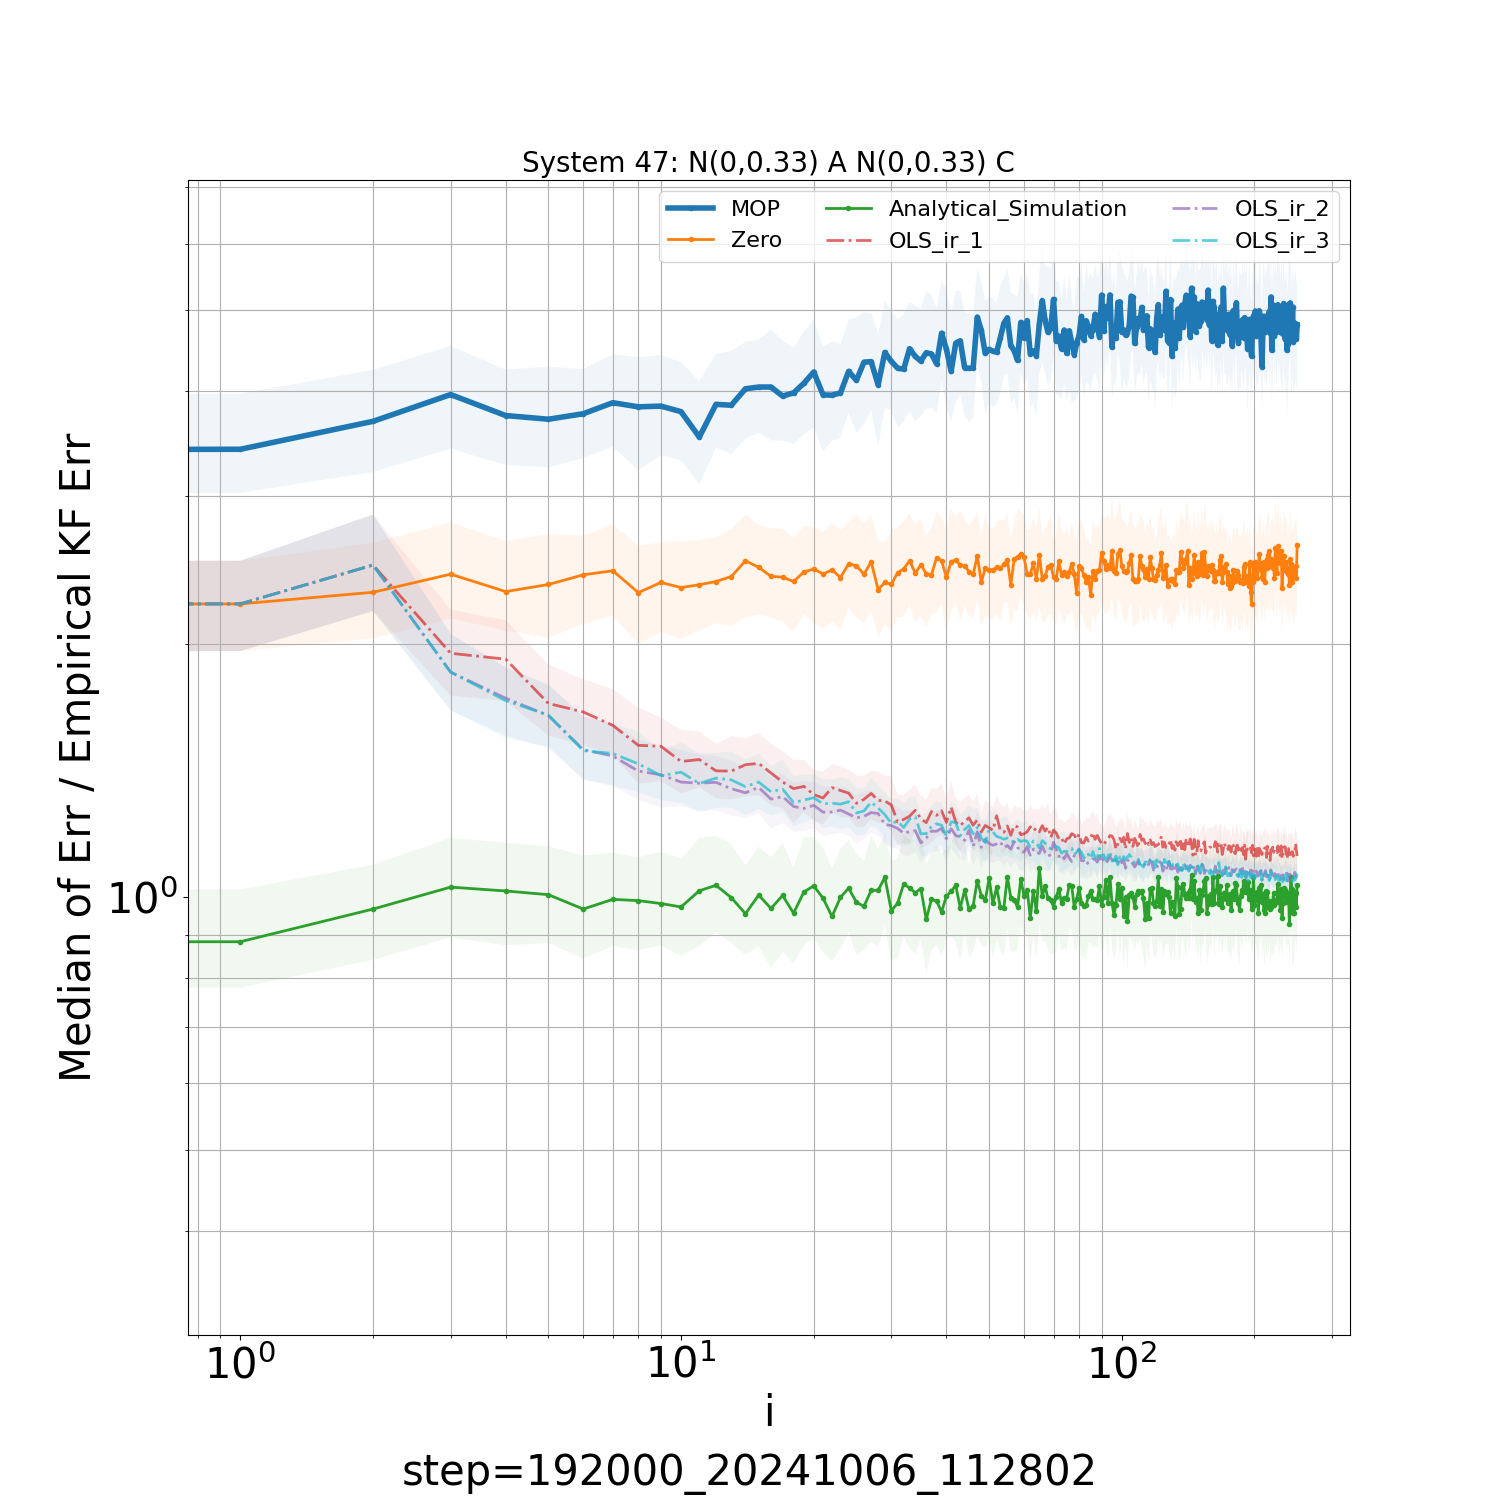 System 47: N(0,0.33) A N(0,0.33) C
MOP
Zero
Analytical_Simulation
OLS_ir_1
OLS_ir_2
OLS_ir_3
Median of Err / Empirical KF Err
10⁰
10⁰
10¹
10²
i
step=192000_20241006_112802